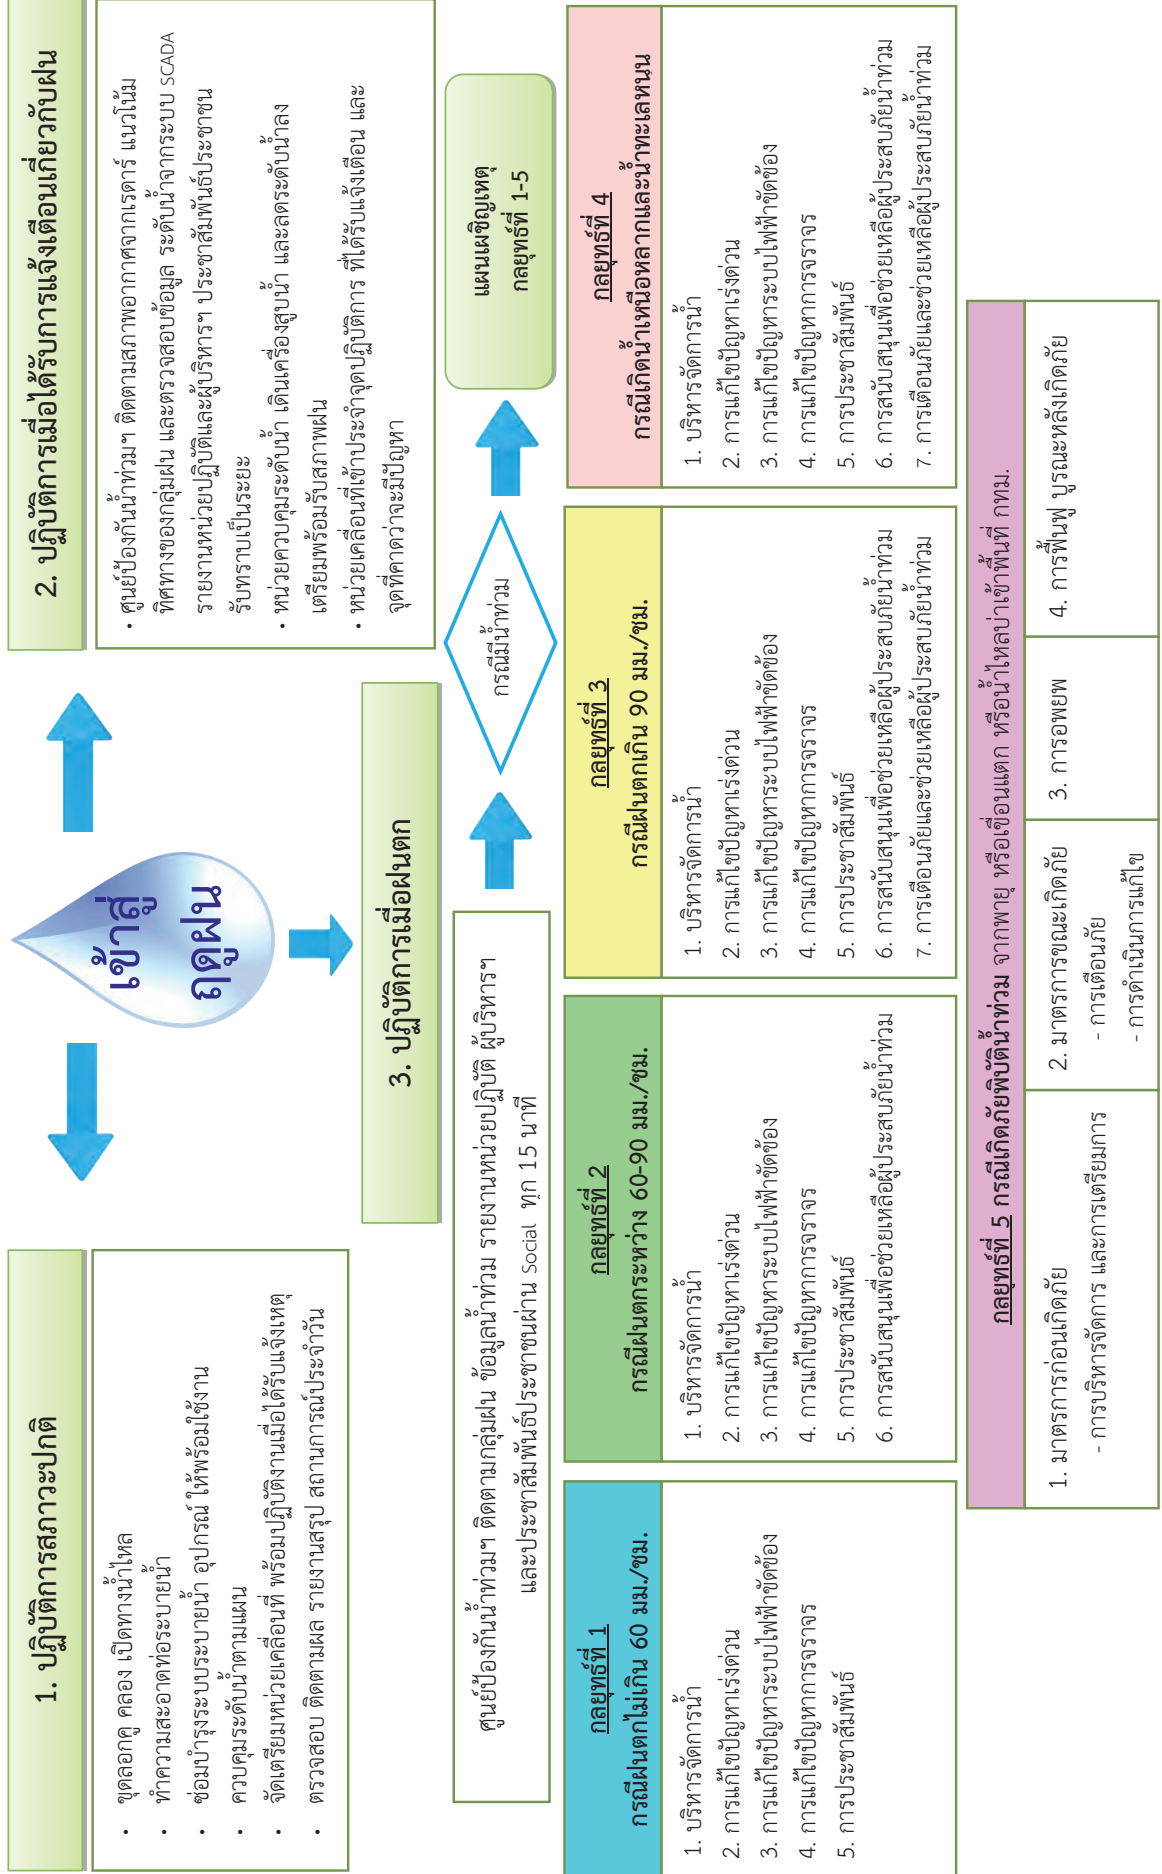 เข้าสู่
ฤดูฝน
1. ปฏิบัติการสภาวะปกติ
• ขุดลอกคู คลอง เปิดทางน้ำไหล
• ทำความสะอาดท่อระบายน้ำ
• ซ่อมบำรุงระบบระบายน้ำ อุปกรณ์ ให้พร้อมใช้งาน
• ควบคุมระดับน้ำตามแผน
• จัดเตรียมหน่วยเคลื่อนที่ พร้อมปฏิบัติงานเมื่อได้รับแจ้งเหตุ
• ตรวจสอบ ติดตามผล รายงานสรุป สถานการณ์ประจำวัน
2. ปฏิบัติการเมื่อได้รับการแจ้งเตือนเกี่ยวกับฝน
• ศูนย์ป้องกันน้ำท่วมฯ ติดตามสภาพอากาศจากเรดาร์ แนวโน้ม
ทิศทางของกลุ่มฝน และตรวจสอบข้อมูล ระดับน้ำจากระบบ SCADA
รายงานหน่วยปฏิบัติและผู้บริหารฯ ประชาสัมพันธ์ประชาชน
รับทราบเป็นระยะ
• หน่วยควบคุมระดับน้ำ เดินเครื่องสูบน้ำ และลดระดับน้ำลง
เตรียมพร้อมรับสภาพฝน
• หน่วยเคลื่อนที่เข้าประจำจุดปฏิบัติการ ที่ได้รับแจ้งเตือน และ
จุดที่คาดว่าจะมีปัญหา
3. ปฏิบัติการเมื่อฝนตก
ศูนย์ป้องกันน้ำท่วมฯ ติดตามกลุ่มฝน ข้อมูลน้ำท่วม รายงานหน่วยปฏิบัติ ผู้บริหารฯ
และประชาสัมพันธ์ประชาชนผ่าน Social ทุก 15 นาที
กรณีมีน้ำท่วม
แผนเผชิญเหตุ
กลยุทธ์ที่ 1-5
กลยุทธ์ที่ 1
กรณีฝนตกไม่เกิน 60 มม./ชม.
1. บริหารจัดการน้ำ
2. การแก้ไขปัญหาเร่งด่วน
3. การแก้ไขปัญหาระบบไฟฟ้าขัดข้อง
4. การแก้ไขปัญหาการจราจร
5. การประชาสัมพันธ์
กลยุทธ์ที่ 2
กรณีฝนตกระหว่าง 60-90 มม./ชม.
1. บริหารจัดการน้ำ
2. การแก้ไขปัญหาเร่งด่วน
3. การแก้ไขปัญหาระบบไฟฟ้าขัดข้อง
4. การแก้ไขปัญหาการจราจร
5. การประชาสัมพันธ์
6. การสนับสนุนเพื่อช่วยเหลือผู้ประสบภัยน้ำท่วม
กลยุทธ์ที่ 3
กรณีฝนตกเกิน 90 มม./ชม.
1. บริหารจัดการน้ำ
2. การแก้ไขปัญหาเร่งด่วน
3. การแก้ไขปัญหาระบบไฟฟ้าขัดข้อง
4. การแก้ไขปัญหาการจราจร
5. การประชาสัมพันธ์
6. การสนับสนุนเพื่อช่วยเหลือผู้ประสบภัยน้ำท่วม
7. การเตือนภัยและช่วยเหลือผู้ประสบภัยน้ำท่วม
กลยุทธ์ที่ 4
กรณีเกิดน้ำเหนือหลากและน้ำทะเลหนุน
1. บริหารจัดการน้ำ
2. การแก้ไขปัญหาเร่งด่วน
3. การแก้ไขปัญหาระบบไฟฟ้าขัดข้อง
4. การแก้ไขปัญหาการจราจร
5. การประชาสัมพันธ์
6. การสนับสนุนเพื่อช่วยเหลือผู้ประสบภัยน้ำท่วม
7. การเตือนภัยและช่วยเหลือผู้ประสบภัยน้ำท่วม
กลยุทธ์ที่ 5 กรณีเกิดภัยพิบัติน้ำท่วม จากพายุ หรือเขื่อนแตก หรือน้ำไหลบ่าเข้าพื้นที่ กทม.
1. มาตรการก่อนเกิดภัย
- การบริหารจัดการ และการเตรียมการ
2. มาตรการขณะเกิดภัย
- การเตือนภัย
- การดำเนินการแก้ไข
3. การอพยพ
4. การฟื้นฟู บูรณะหลังเกิดภัย